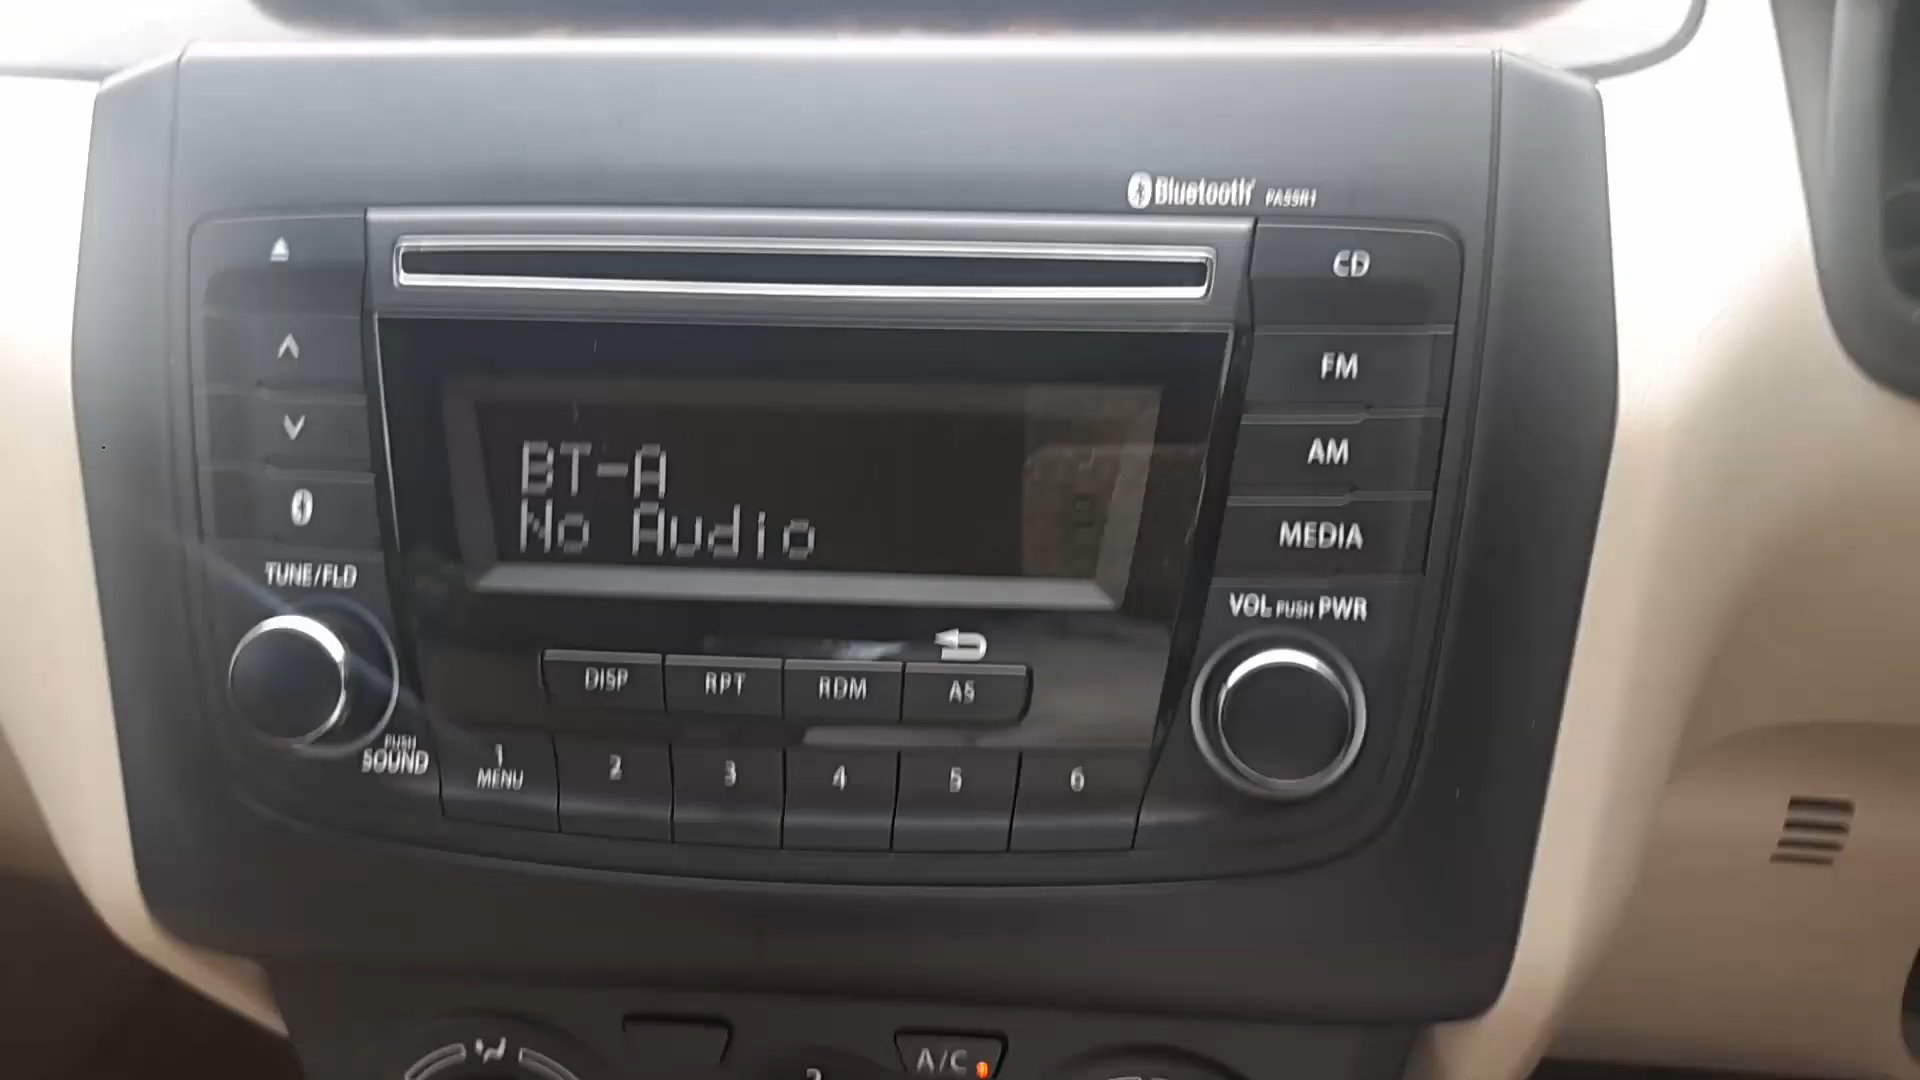 Bluetooth PA55R1
CD
FM
AM
MEDIA
BT-A
No Audio
TUNE/FLD
VOL PUSH PWR
DISP
RPT
RDM
AS
PUSH
SOUND
1
MENU
2
3
4
5
6
A/C
2